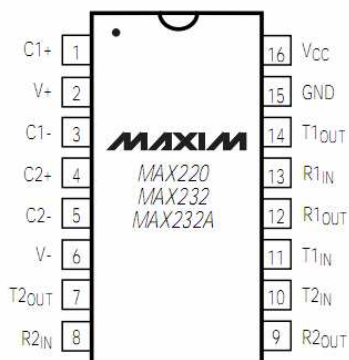 C1+ 1
V+ 2
C1- 3
C2+ 4
C2- 5
V- 6
T2OUT 7
R2IN 8
MAXIM
MAX220
MAX232
MAX232A
16 VCC
15 GND
14 T1OUT
13 R1IN
12 R1OUT
11 T1IN
10 T2IN
9 R2OUT